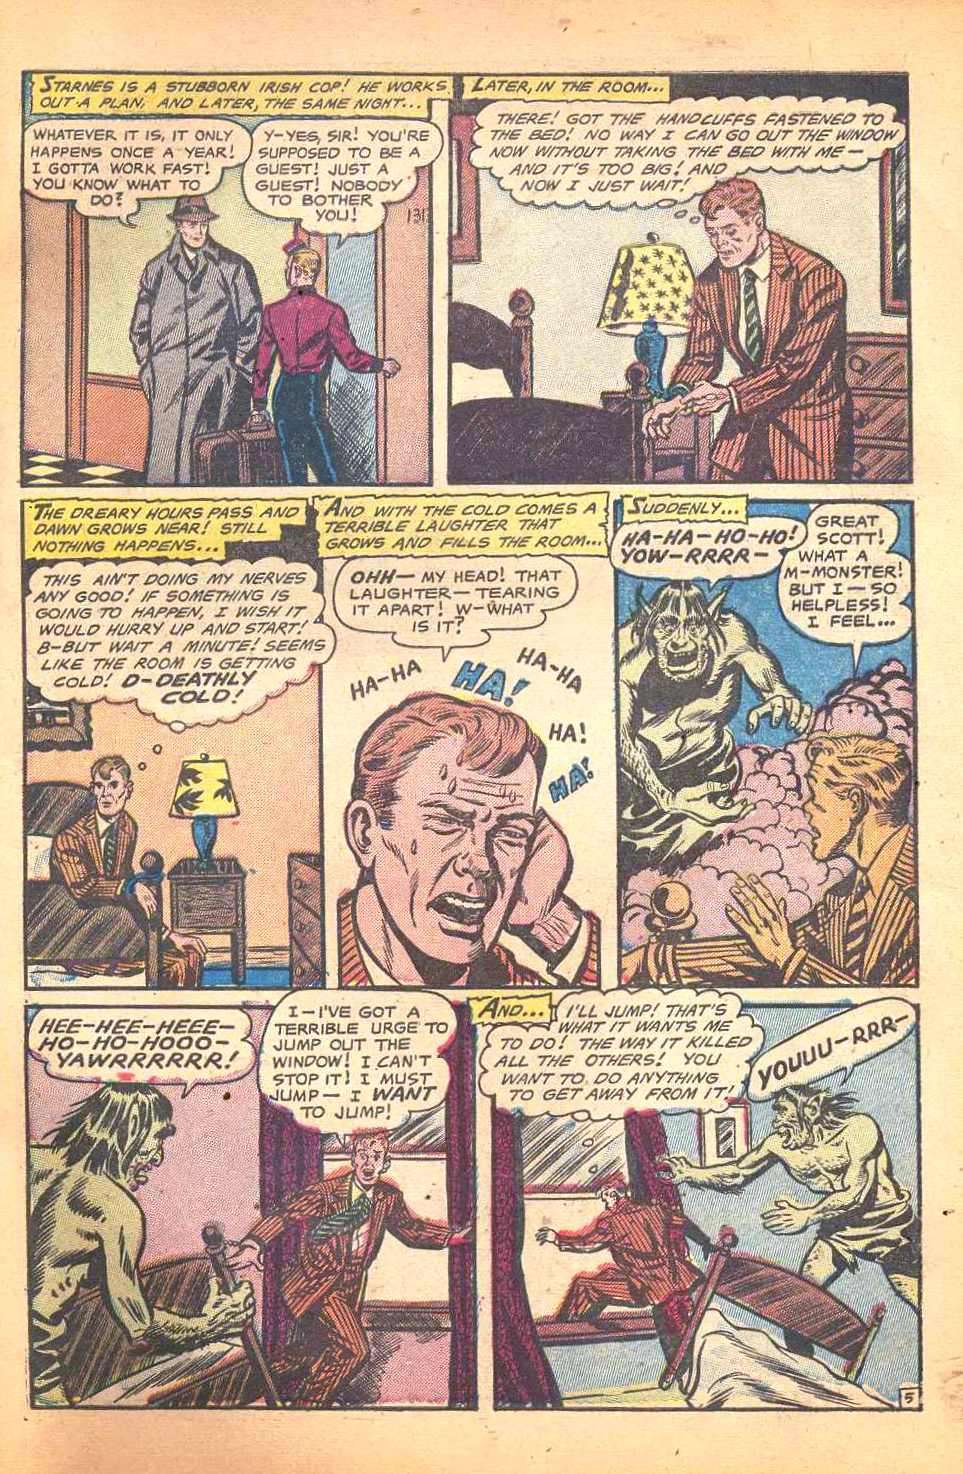 STARNES IS A STUBBORN IRISH COP! HE WORKS
OUT A PLAN, AND LATER, THE SAME NIGHT...
WHATEVER IT IS, IT ONLY
HAPPENS ONCE A YEAR!
I GOTTA WORK FAST!
YOU KNOW WHAT TO
DO?
Y-YES, SIR! YOU'RE
SUPPOSED TO BE A
GUEST! JUST A
GUEST! NOBODY
TO BOTHER
YOU!
131
LATER, IN THE ROOM...
THERE! GOT THE HANDCUFFS FASTENED TO
THE BED! NO WAY I CAN GO OUT THE WINDOW
NOW WITHOUT TAKING THE BED WITH ME—
AND IT'S TOO BIG! AND
NOW I JUST WAIT!
THE DREARY HOURS PASS AND
DAWN GROWS NEAR! STILL
NOTHING HAPPENS...
THIS AIN'T DOING MY NERVES
ANY GOOD! IF SOMETHING IS
GOING TO HAPPEN, I WISH IT
WOULD HURRY UP AND START!
B-BUT WAIT A MINUTE! SEEMS
LIKE THE ROOM IS GETTING
COLD! D-DEATHLY
COLD!
AND WITH THE COLD COMES A
TERRIBLE LAUGHTER THAT
GROWS AND FILLS THE ROOM...
OHH— MY HEAD! THAT
LAUGHTER— TEARING
IT APART! W-WHAT
IS IT?
HA-HA
HA!
HA-HA
HA!
HA!
SUDDENLY...
HA-HA-HO-HO!
YOW-RRRR-
GREAT
SCOTT!
WHAT A
M-MONSTER!
BUT I— SO
HELPLESS!
I FEEL...
HEE-HEE-HEEE-
HO-HO-HOOO-
YAWRRRRRR!
I-I'VE GOT A
TERRIBLE URGE TO
JUMP OUT THE
WINDOW! I CAN'T
STOP IT! I MUST
JUMP— I WANT
TO JUMP!
AND...
I'LL JUMP! THAT'S
WHAT IT WANTS ME
TO DO! THE WAY IT KILLED
ALL THE OTHERS! YOU
WANT TO DO ANYTHING
TO GET AWAY FROM IT!
YOUUU-RRR-
5